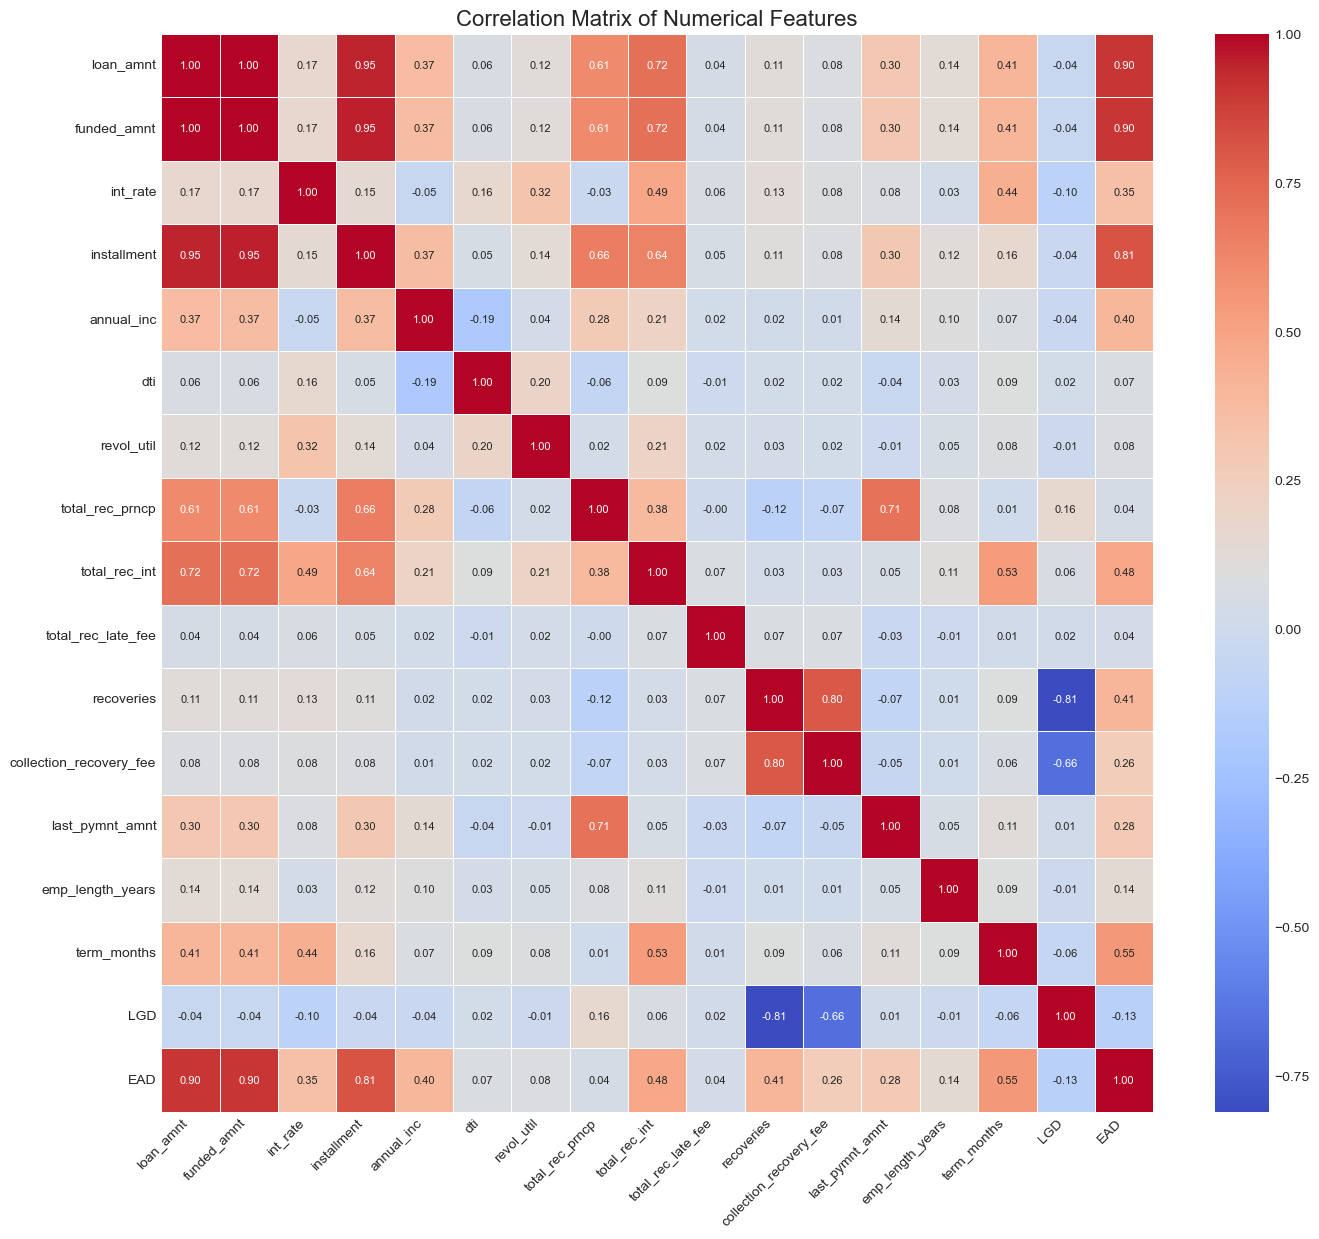 Correlation Matrix of Numerical Features
loan_amnt 1.00 1.00 0.17 0.95 0.37 0.06 0.12 0.61 0.72 0.04 0.11 0.08 0.30 0.14 0.41 -0.04 0.90
funded_amnt 1.00 1.00 0.17 0.95 0.37 0.06 0.12 0.61 0.72 0.04 0.11 0.08 0.30 0.14 0.41 -0.04 0.90
int_rate 0.17 0.17 1.00 0.15 -0.05 0.16 0.32 -0.03 0.49 0.06 0.13 0.08 0.08 0.03 0.44 -0.10 0.35
installment 0.95 0.95 0.15 1.00 0.37 0.05 0.14 0.66 0.64 0.05 0.11 0.08 0.30 0.12 0.16 -0.04 0.81
annual_inc 0.37 0.37 -0.05 0.37 1.00 -0.19 0.04 0.28 0.21 0.02 0.02 0.01 0.14 0.10 0.07 -0.04 0.40
dti 0.06 0.06 0.16 0.05 -0.19 1.00 0.20 -0.06 0.09 -0.01 0.02 0.02 -0.04 0.03 0.09 0.02 0.07
revol_util 0.12 0.12 0.32 0.14 0.04 0.20 1.00 0.02 0.21 0.02 0.03 0.02 -0.01 0.05 0.08 -0.01 0.08
total_rec_prncp 0.61 0.61 -0.03 0.66 0.28 -0.06 0.02 1.00 0.38 -0.00 -0.12 -0.07 0.71 0.08 0.01 0.16 0.04
total_rec_int 0.72 0.72 0.49 0.64 0.21 0.09 0.21 0.38 1.00 0.07 0.03 0.03 0.05 0.11 0.53 0.06 0.48
total_rec_late_fee 0.04 0.04 0.06 0.05 0.02 -0.01 0.02 -0.00 0.07 1.00 0.07 0.07 -0.03 -0.01 0.01 0.02 0.04
recoveries 0.11 0.11 0.13 0.11 0.02 0.02 0.03 -0.12 0.03 0.07 1.00 0.80 -0.07 0.01 0.09 -0.81 0.41
collection_recovery_fee 0.08 0.08 0.08 0.08 0.01 0.02 0.02 -0.07 0.03 0.07 0.80 1.00 -0.05 0.01 0.06 -0.66 0.26
last_pymnt_amnt 0.30 0.30 0.08 0.30 0.14 -0.04 -0.01 0.71 0.05 -0.03 -0.07 -0.05 1.00 0.05 0.11 0.01 0.28
emp_length_years 0.14 0.14 0.03 0.12 0.10 0.03 0.05 0.08 0.11 -0.01 0.01 0.01 0.05 1.00 0.09 -0.01 0.14
term_months 0.41 0.41 0.44 0.16 0.07 0.09 0.08 0.01 0.53 0.01 0.09 0.06 0.11 0.09 1.00 -0.06 0.55
LGD -0.04 -0.04 -0.10 -0.04 -0.04 0.02 -0.01 0.16 0.06 0.02 -0.81 -0.66 0.01 -0.01 -0.06 1.00 -0.13
EAD 0.90 0.90 0.35 0.81 0.40 0.07 0.08 0.04 0.48 0.04 0.41 0.26 0.28 0.14 0.55 -0.13 1.00
loan_amnt funded_amnt int_rate installment annual_inc dti revol_util total_rec_prncp total_rec_int total_rec_late_fee recoveries collection_recovery_fee last_pymnt_amnt emp_length_years term_months LGD EAD
1.00
0.75
0.50
0.25
0.00
−0.25
−0.50
−0.75